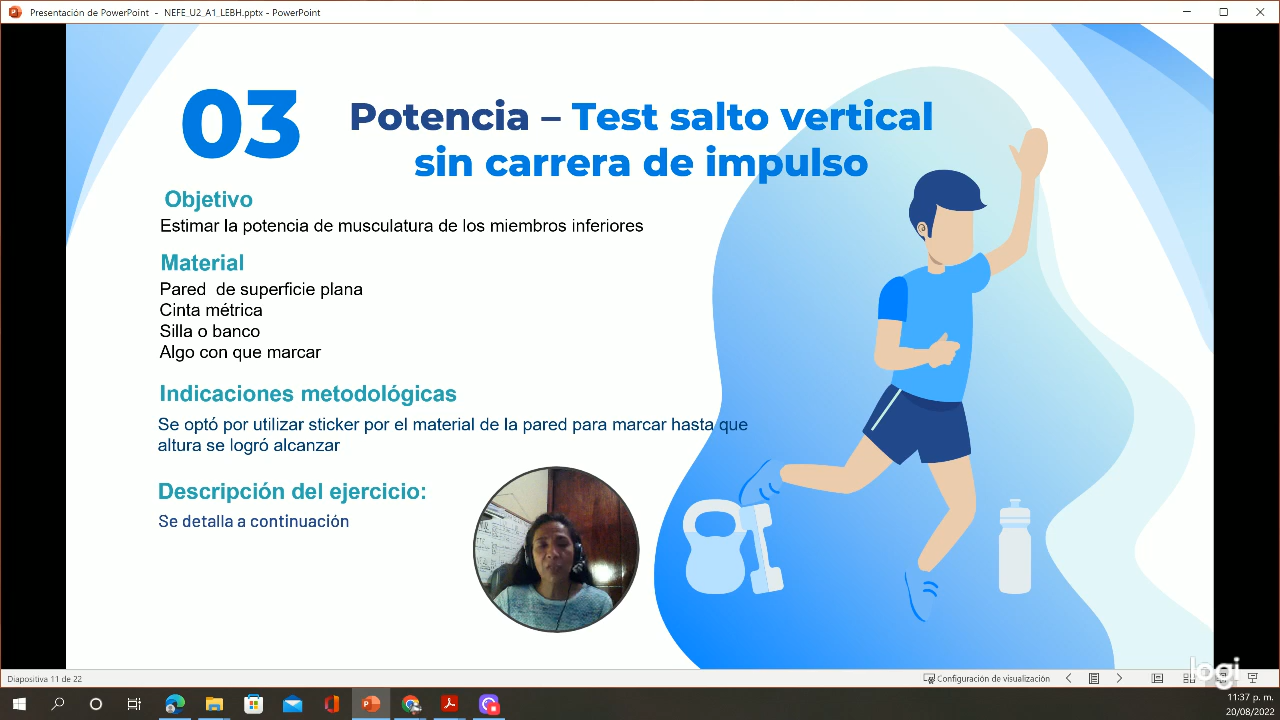 Presentación de PowerPoint - NEFE_U2_A1_LEBH.pptx - PowerPoint
03
Potencia – Test salto vertical
sin carrera de impulso
Objetivo
Estimar la potencia de musculatura de los miembros inferiores
Material
Pared de superficie plana
Cinta métrica
Silla o banco
Algo con que marcar
Indicaciones metodológicas
Se optó por utilizar sticker por el material de la pared para marcar hasta que
altura se logró alcanzar
Descripción del ejercicio:
Se detalla a continuación
Diapositiva 11 de 22
Configuración de visualización
logi
11:37 p. m.
20/08/2022